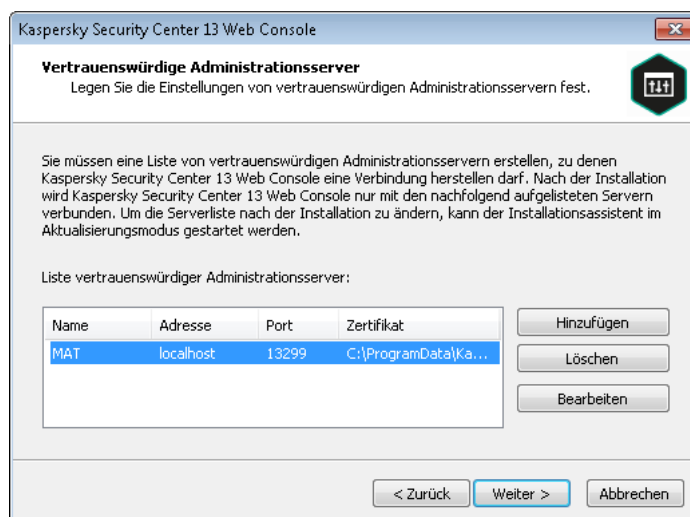 Kaspersky Security Center 13 Web Console
Vertrauenswürdige Administrationsserver
Legen Sie die Einstellungen von vertrauenswürdigen Administrationsservern fest.
Sie müssen eine Liste von vertrauenswürdigen Administrationsservern erstellen, zu denen
Kaspersky Security Center 13 Web Console eine Verbindung herstellen darf. Nach der Installation
wird Kaspersky Security Center 13 Web Console nur mit den nachfolgend aufgelisteten Servern
verbunden. Um die Serverliste nach der Installation zu ändern, kann der Installationsassistent im
Aktualisierungsmodus gestartet werden.
Liste vertrauenswürdiger Administrationsserver:
Name Adresse Port Zertifikat
MAT localhost 13299 C:\ProgramData\Ka...
Hinzufügen
Löschen
Bearbeiten
< Zurück Weiter > Abbrechen